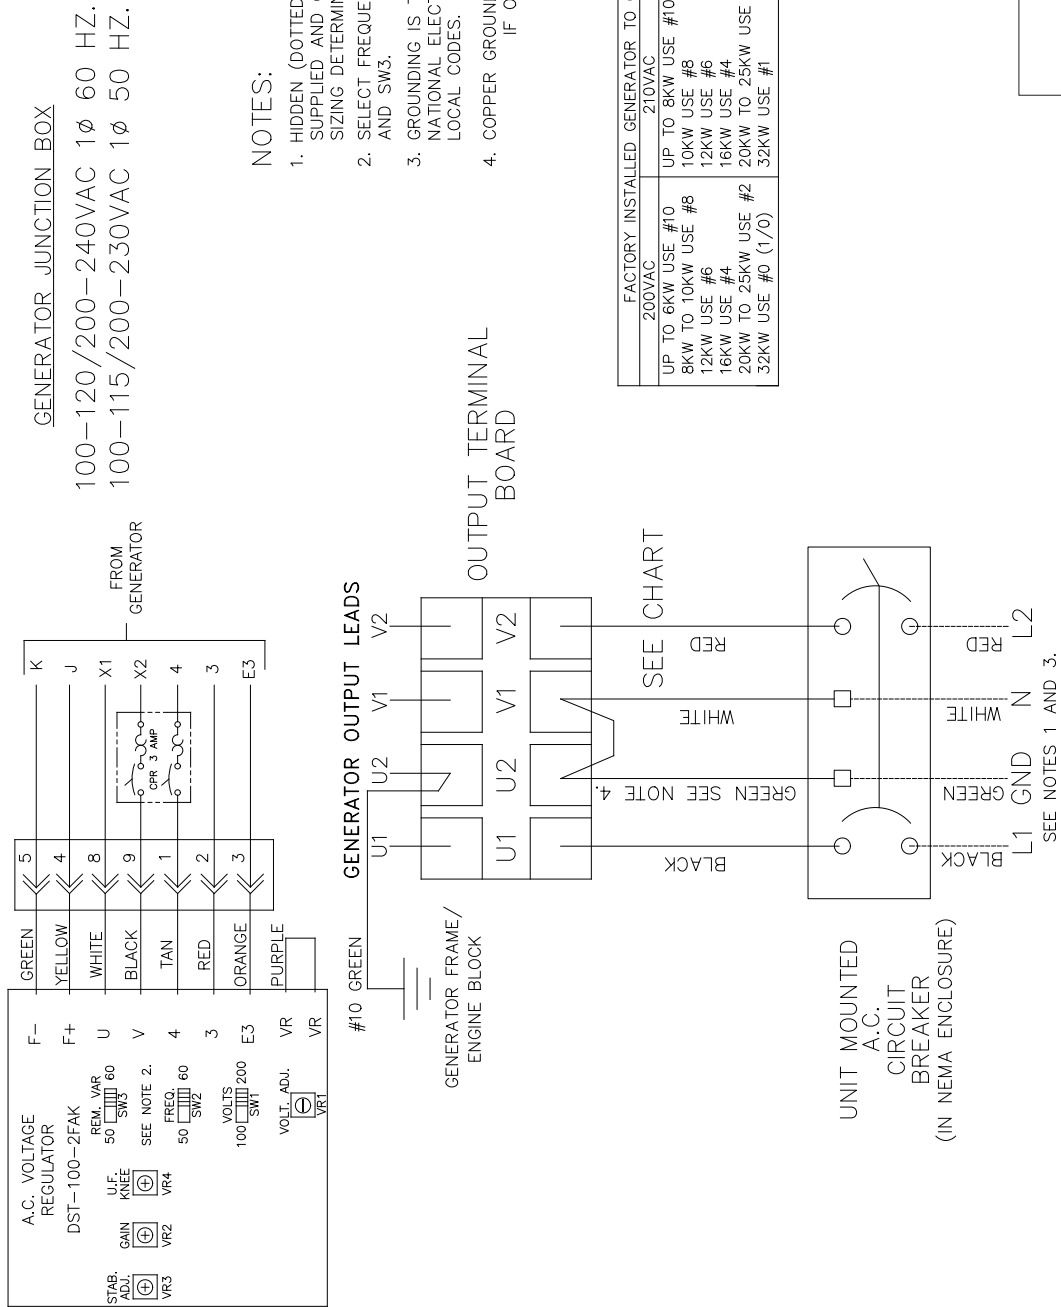 GENERATOR JUNCTION BOX
100-120/200-240VAC 1Ø 60 HZ.
100-115/200-230VAC 1Ø 50 HZ.
NOTES:
1. HIDDEN (DOTTED
SUPPLIED AND
SIZING DETERMIN
2. SELECT FREQUE
AND SW3.
3. GROUNDING IS
NATIONAL ELECT
LOCAL CODES.
4. COPPER GROUN
IF
FACTORY INSTALLED GENERATOR TO
200VAC
UP TO 6KW USE #10
8KW TO 10KW USE #8
12KW USE #6
16KW USE #4
20KW TO 25KW USE #2
32KW USE #0 (1/0)
210VAC
UP TO 8KW USE #10
10KW USE #8
12KW USE #6
16KW USE #4
20KW TO 25KW USE
32KW USE #1
A.C. VOLTAGE
REGULATOR
DST-100-2FAK
STAB.
ADJ.
VR3
GAIN
VR2
U.F.
KNEE
VR4
REM. VAR
50 60
SW3
SEE NOTE 2.
FREQ.
50 60
SW2
VOLTS
100 200
SW1
VOLT. ADJ.
VR1
F- GREEN 5 K
F+ YELLOW 4 J
U WHITE 8 X1
V BLACK 9 X2
4 TAN 1 4
3 RED 2 3
E3 ORANGE 3 E3
VR PURPLE
VR
CPR 3 AMP
FROM
GENERATOR
#10 GREEN
GENERATOR FRAME/
ENGINE BLOCK
GENERATOR OUTPUT LEADS
U1 U2 V1 V2
U1 U2 V1 V2
OUTPUT TERMINAL
BOARD
SEE CHART
BLACK
GREEN SEE NOTE 4.
WHITE
RED
UNIT MOUNTED
A.C.
CIRCUIT
BREAKER
(IN NEMA ENCLOSURE)
BLACK
GREEN
WHITE
RED
L1 GND N L2
SEE NOTES 1 AND 3.